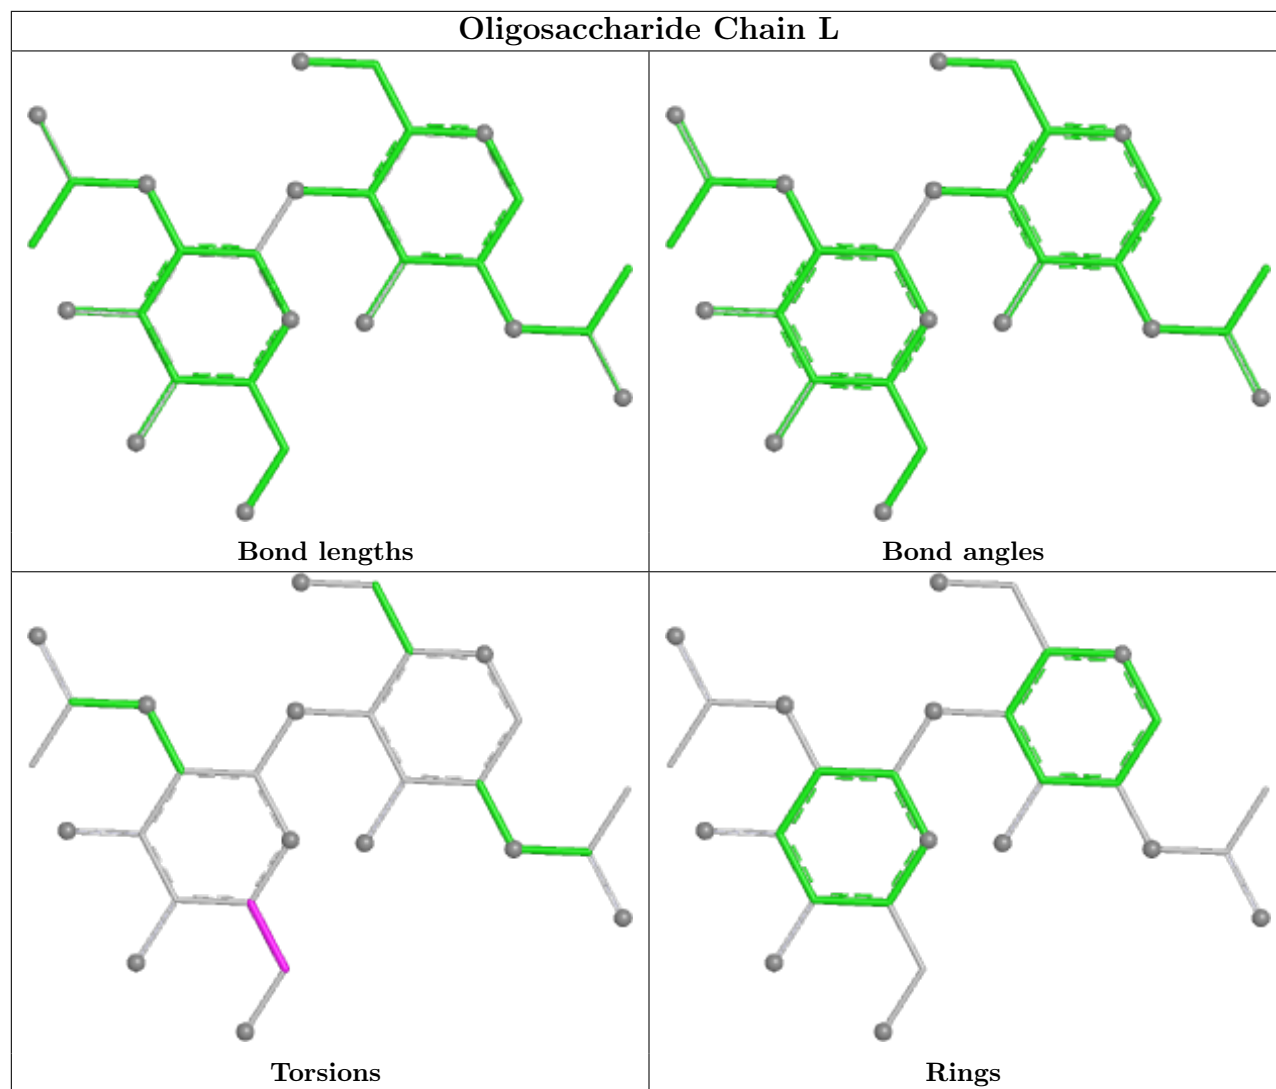 Oligosaccharide Chain L
Bond lengths
Bond angles
Torsions
Rings